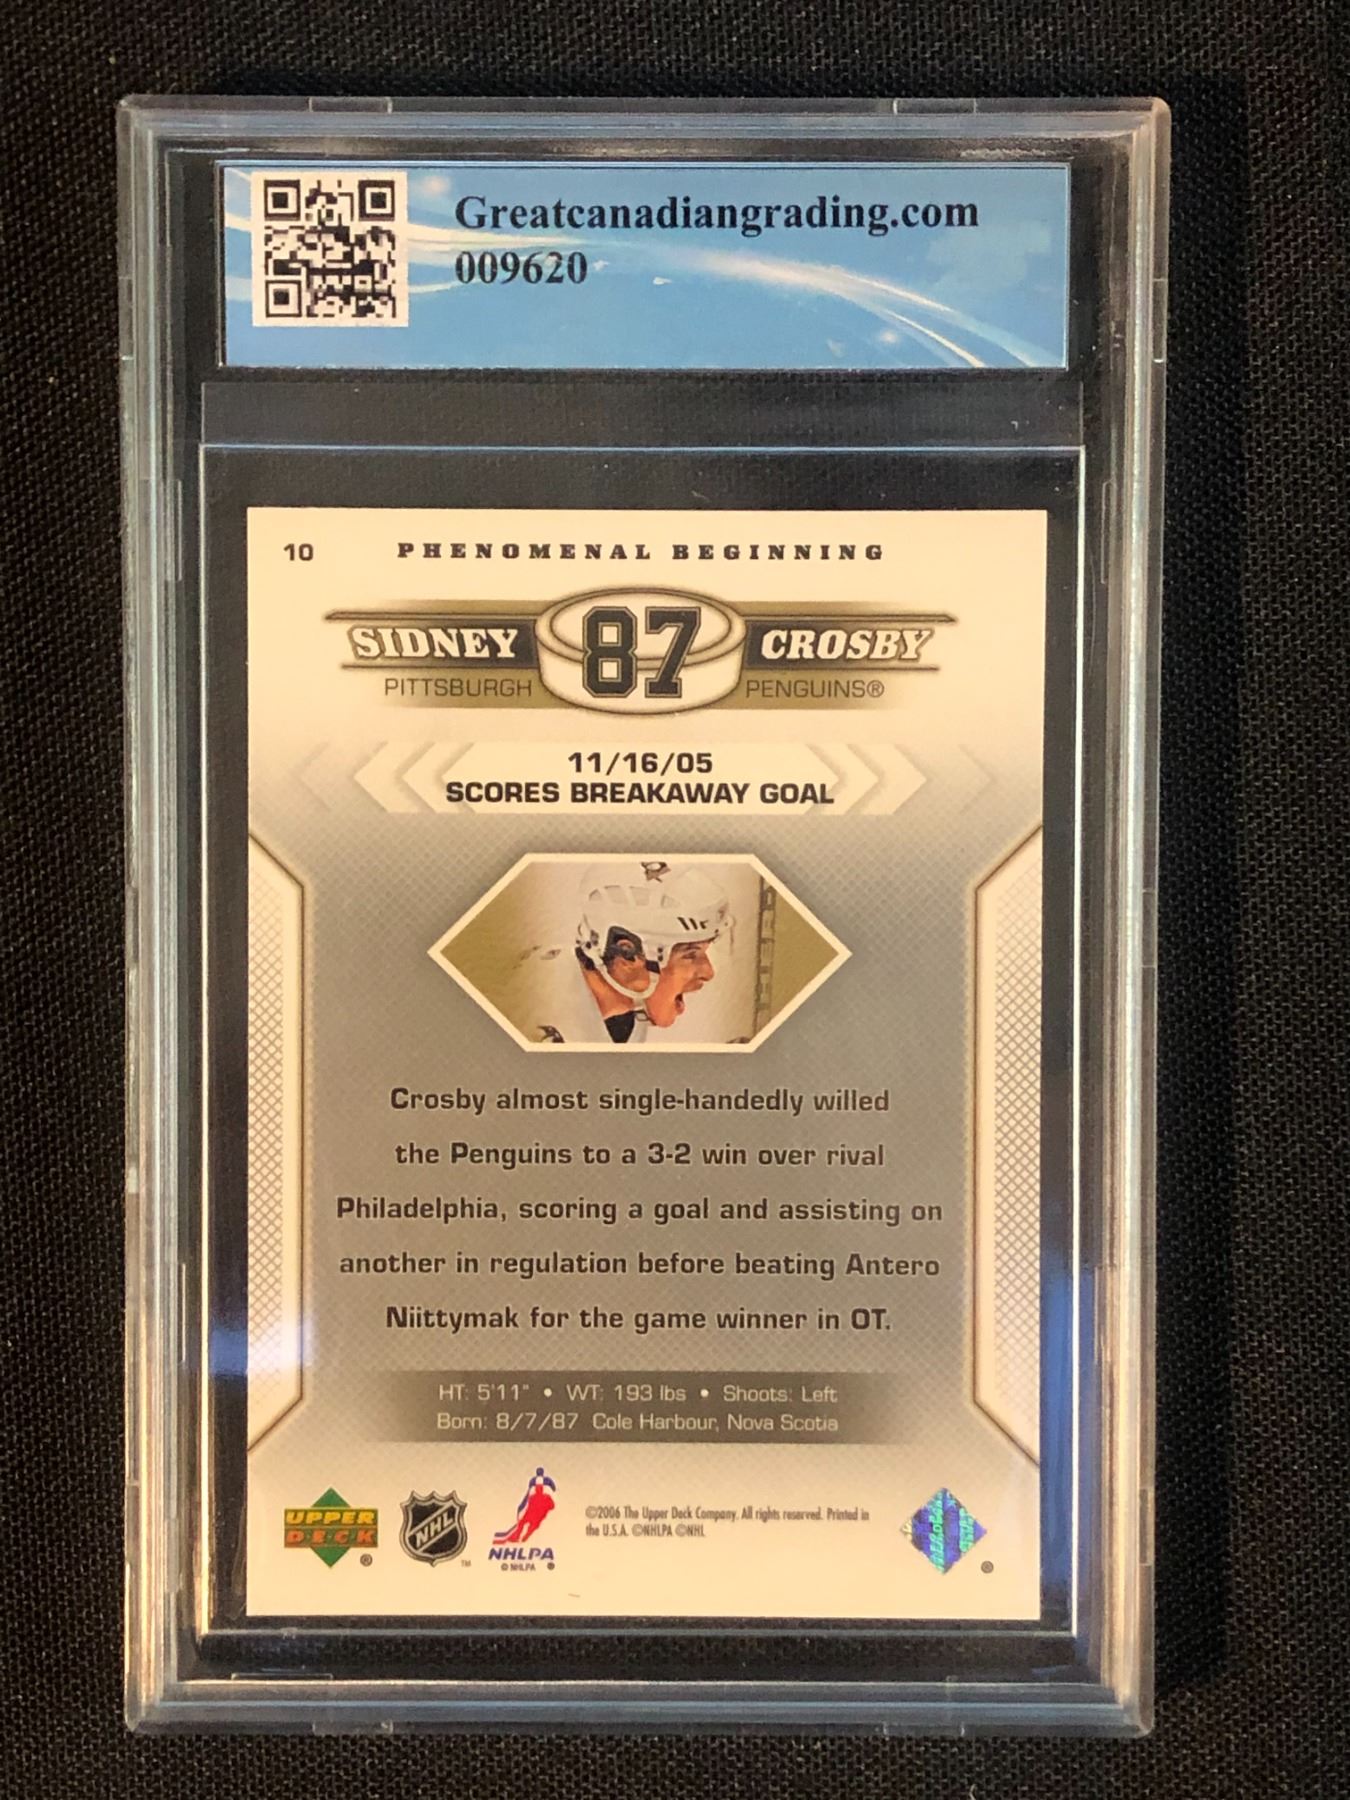 Greatcanadiangrading.com
009620
10 PHENOMENAL BEGINNING
SIDNEY 87 CROSBY
PITTSBURGH PENGUINS®
11/16/05
SCORES BREAKAWAY GOAL
Crosby almost single-handedly willed
the Penguins to a 3-2 win over rival
Philadelphia, scoring a goal and assisting on
another in regulation before beating Antero
Niittymak for the game winner in OT.
HT: 5'11" • WT: 193 lbs • Shoots: Left
Born: 8/7/87 Cole Harbour, Nova Scotia
UPPER
DECK ®
NHL ™
NHLPA
© NHLPA ®
©2006 The Upper Deck Company. All rights reserved. Printed in
the U.S.A. ©NHLPA ©NHL
®